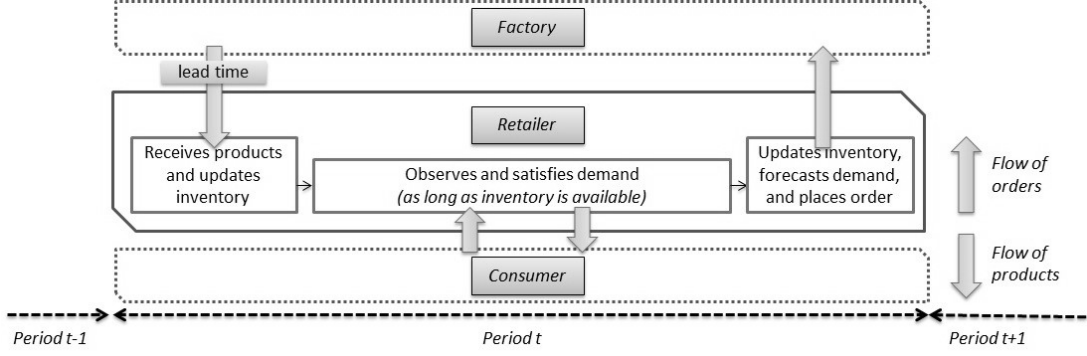 Factory
lead time
Retailer
Receives products
and updates
inventory
Observes and satisfies demand
(as long as inventory is available)
Updates inventory,
forecasts demand,
and places order
Flow of
orders
Consumer
Flow of
products
Period t-1
Period t
Period t+1